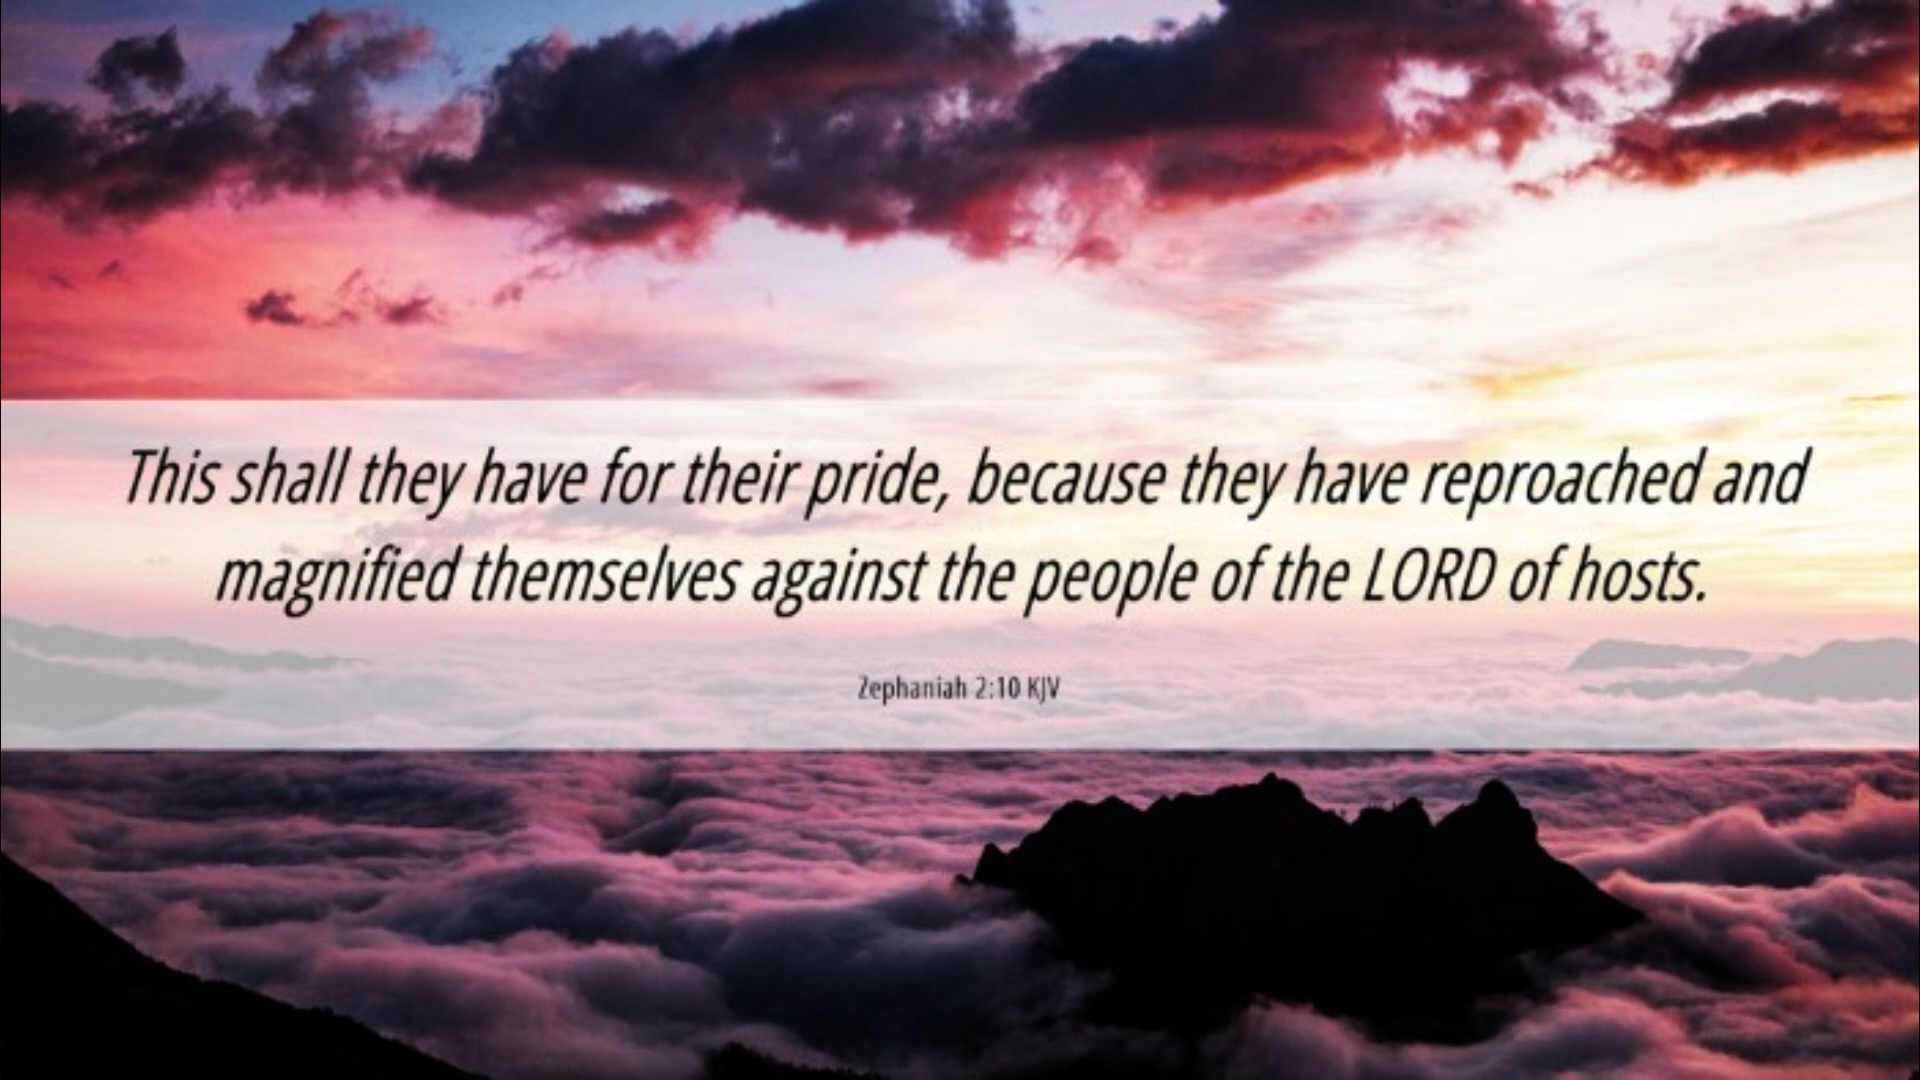 This shall they have for their pride, because they have reproached and
magnified themselves against the people of the LORD of hosts.
Zephaniah 2:10 KJV